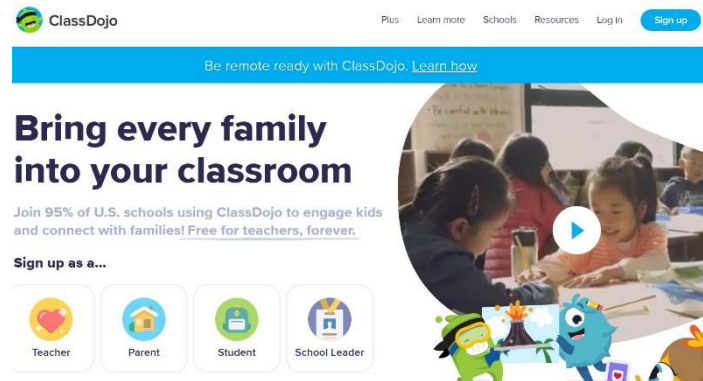 ClassDojo
Plus Learn more Schools Resources Log in Sign up
Be remote ready with ClassDojo. Learn how
Bring every family
into your classroom
Join 95% of U.S. schools using ClassDojo to engage kids
and connect with families! Free for teachers, forever.
Sign up as a...
Teacher Parent Student School Leader